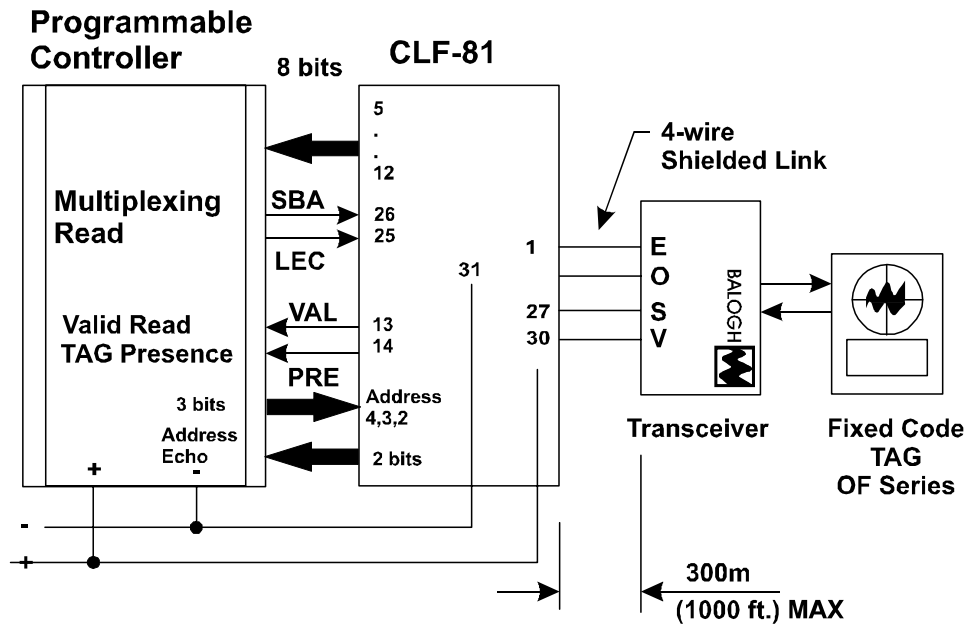 Programmable
Controller
8 bits
CLF-81
5
.
.
12
4-wire
Shielded Link
Multiplexing
Read
SBA
26
25
LEC
31
1
E
O
27
S
30
V
BALOGH
Valid Read
TAG Presence
VAL
13
14
PRE
3 bits
Address
4,3,2
Address
Echo
2 bits
+
-
Transceiver
Fixed Code
TAG
OF Series
-
+
300m
(1000 ft.) MAX